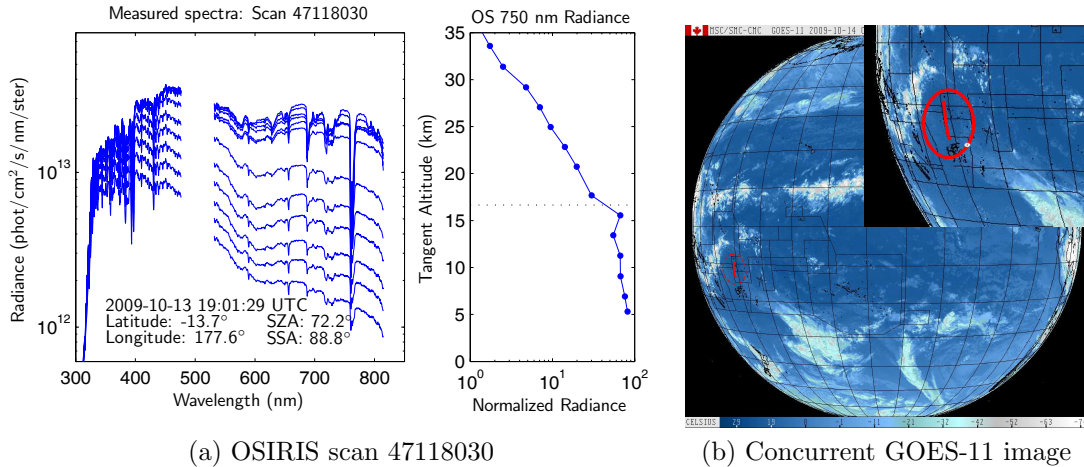 Measured spectra: Scan 47118030
Radiance (phot/cm²/s/nm/ster)
10¹³
10¹²
2009-10-13 19:01:29 UTC
Latitude: -13.7° SZA: 72.2°
Longitude: 177.6° SSA: 88.8°
300 400 500 600 700 800
Wavelength (nm)
OS 750 nm Radiance
Tangent Altitude (km)
35
30
25
20
15
10
5
0
10⁰ 10¹ 10²
Normalized Radiance
(a) OSIRIS scan 47118030
MSC/SMC-CMC GOES-11 2009-10-14
CELSIUS -42 -52 -63
(b) Concurrent GOES-11 image